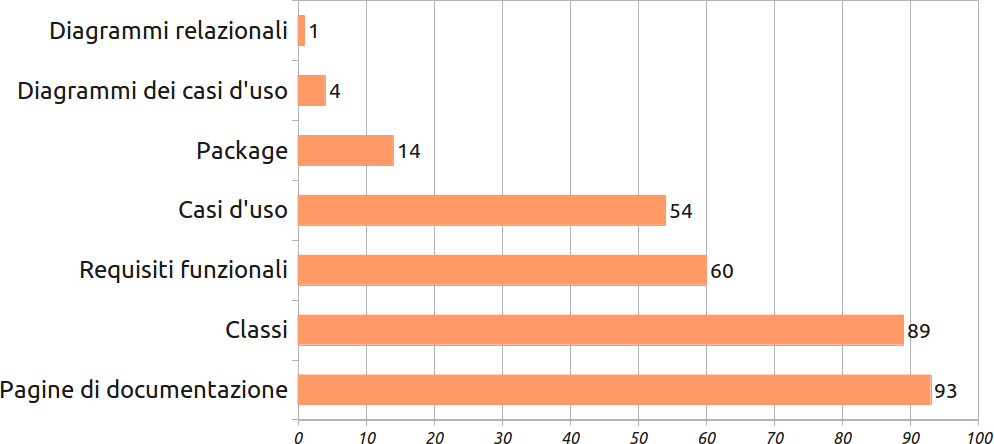 Diagrammi relazionali 1
Diagrammi dei casi d'uso 4
Package 14
Casi d'uso 54
Requisiti funzionali 60
Classi 89
Pagine di documentazione 93
0 10 20 30 40 50 60 70 80 90 100